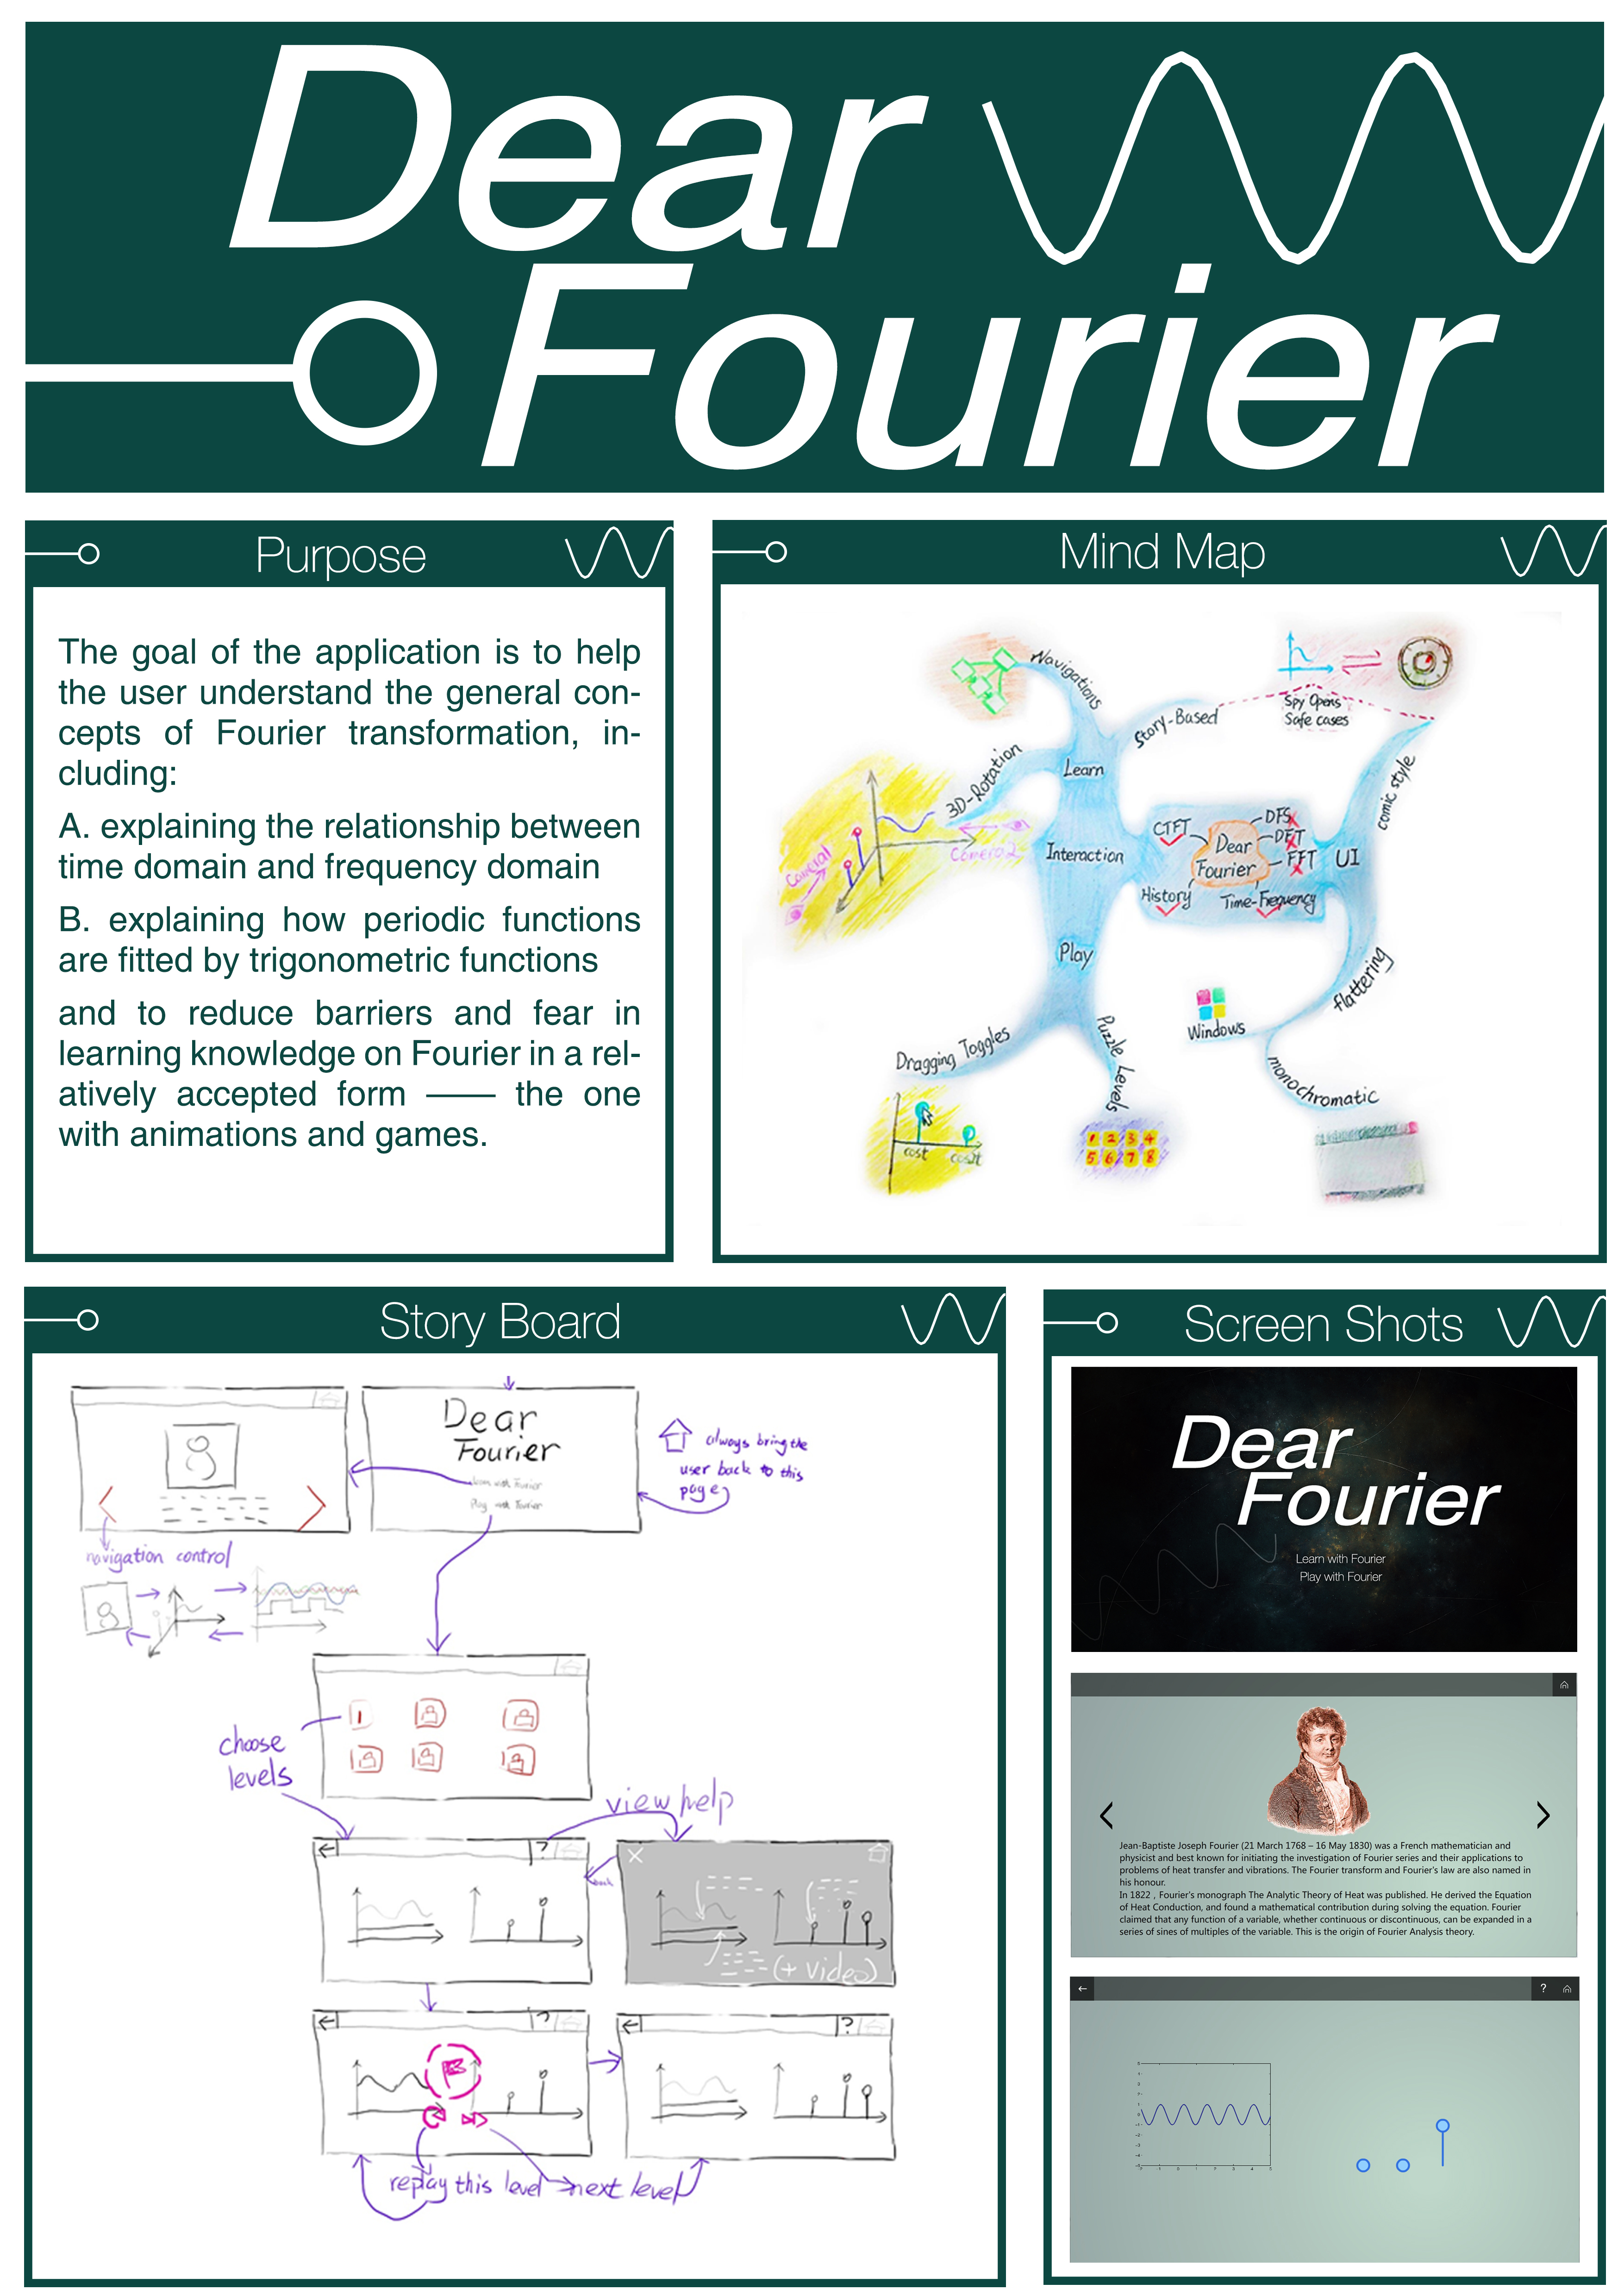 Dear
Fourier
Purpose
The goal of the application is to help
the user understand the general con-
cepts of Fourier transformation, in-
cluding:
A. explaining the relationship between
time domain and frequency domain
B. explaining how periodic functions
are fitted by trigonometric functions
and to reduce barriers and fear in
learning knowledge on Fourier in a rel-
atively accepted form —— the one
with animations and games.
Mind Map
Navigations
Story-Based
Spy Opens
Safe cases
3D-Rotation
Learn
comic style
Camera1
Camera2
Interaction
CTFT
Dear
Fourier
DFS
DFT
FFT
UI
History
Time-Frequency
Play
flattering
Windows
Dragging Toggles
Puzzle Levels
monochromatic
cost
cos2t
1 2 3 4
5 6 7 8
Story Board
Dear
Fourier
learn with Fourier
Play with Fourier
always bring the
user back to this
page
navigation control
1
choose
levels
view help
?
back
(+ Video)
?
?
replay this level
next level
Screen Shots
Dear
Fourier
Learn with Fourier
Play with Fourier
Jean-Baptiste Joseph Fourier (21 March 1768 – 16 May 1830) was a French mathematician and
physicist and best known for initiating the investigation of Fourier series and their applications to
problems of heat transfer and vibrations. The Fourier transform and Fourier's law are also named in
his honour.
In 1822 , Fourier's monograph The Analytic Theory of Heat was published. He derived the Equation
of Heat Conduction, and found a mathematical contribution during solving the equation. Fourier
claimed that any function of a variable, whether continuous or discontinuous, can be expanded in a
series of sines of multiples of the variable. This is the origin of Fourier Analysis theory.
?